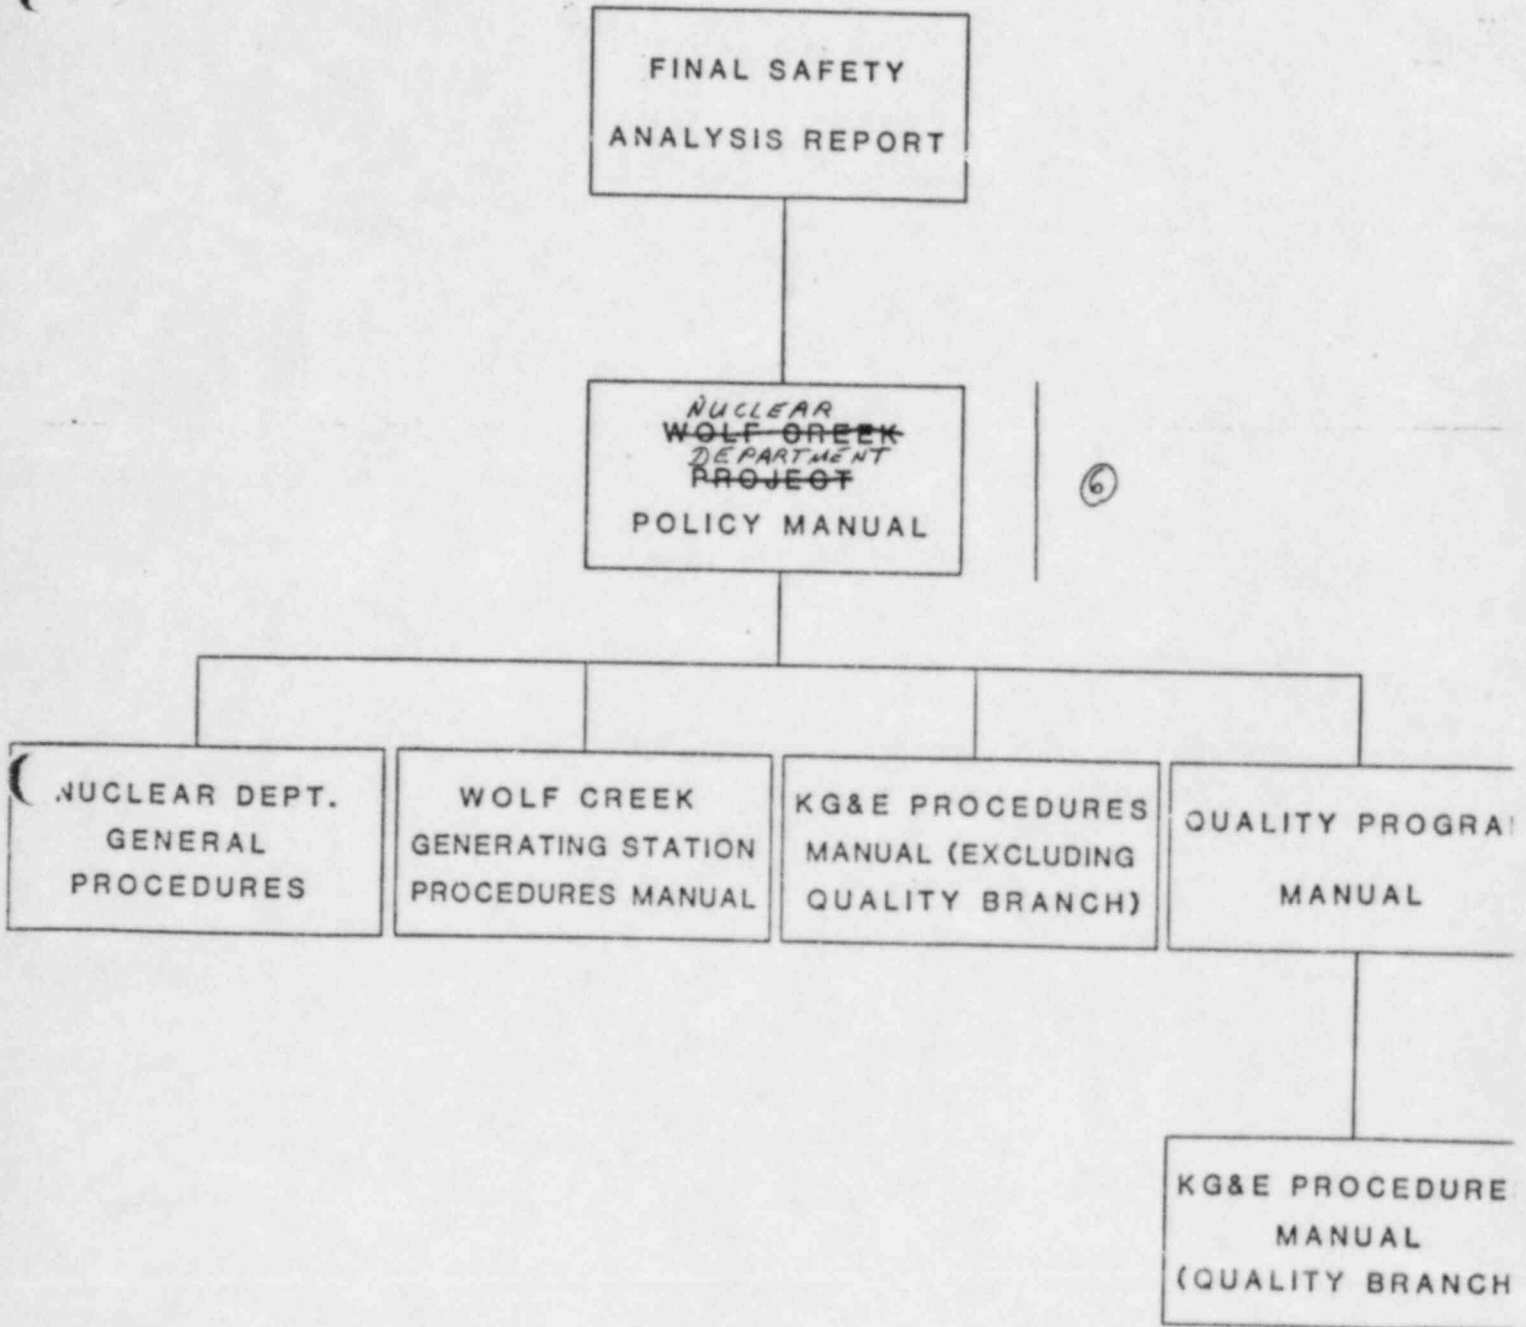 FINAL SAFETY
ANALYSIS REPORT
NUCLEAR
WOLF CREEK
DEPARTMENT
PROJECT
POLICY MANUAL
6
NUCLEAR DEPT.
GENERAL
PROCEDURES
WOLF CREEK
GENERATING STATION
PROCEDURES MANUAL
KG&E PROCEDURES
MANUAL (EXCLUDING
QUALITY BRANCH)
QUALITY PROGRA
MANUAL
KG&E PROCEDURE
MANUAL
(QUALITY BRANCH